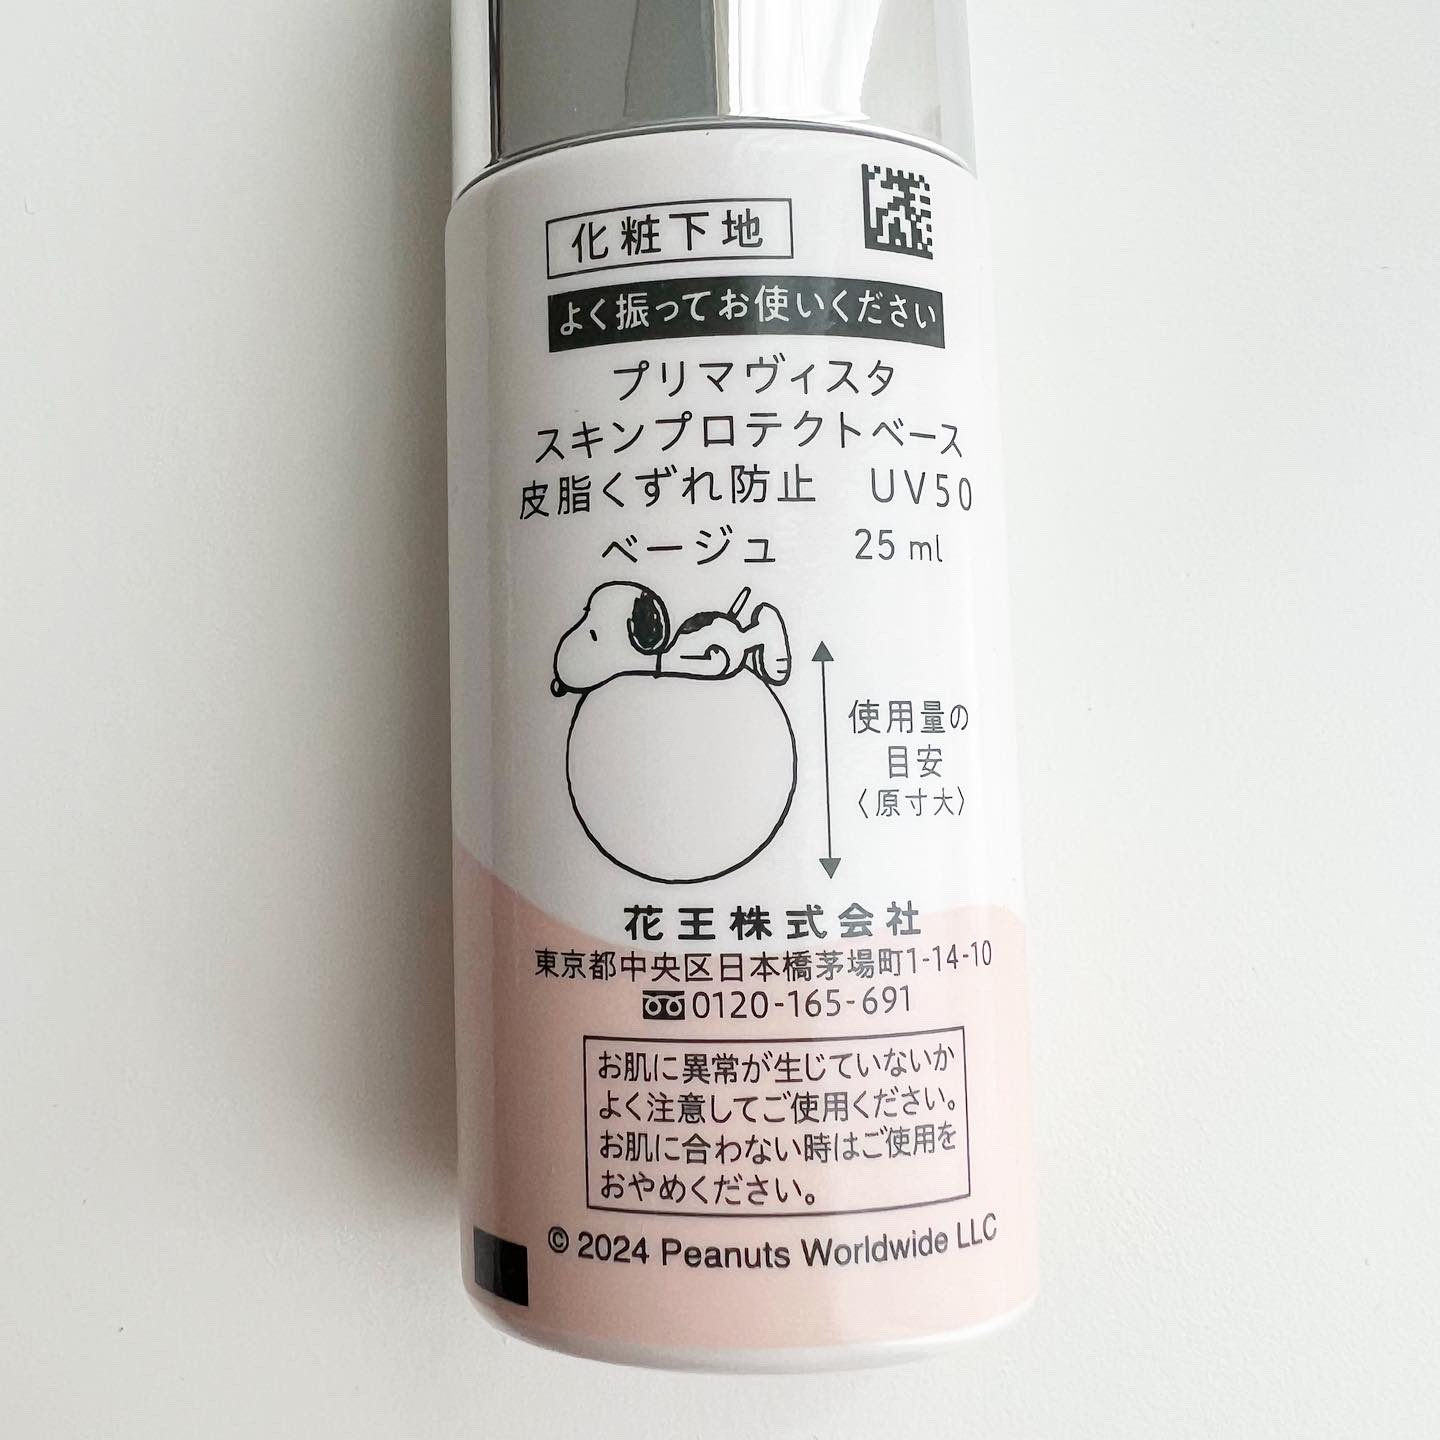 化粧下地
よく振ってお使いください
プリマヴィスタ
スキンプロテクトベース
皮脂くずれ防止 UV50
ベージュ 25 ml
使用量の
目安
〈原寸大〉
花王株式会社
東京都中央区日本橋茅場町1-14-10
0120-165-691
お肌に異常が生じていないか
よく注意してご使用ください。
お肌に合わない時はご使用を
おやめください。
© 2024 Peanuts Worldwide LLC